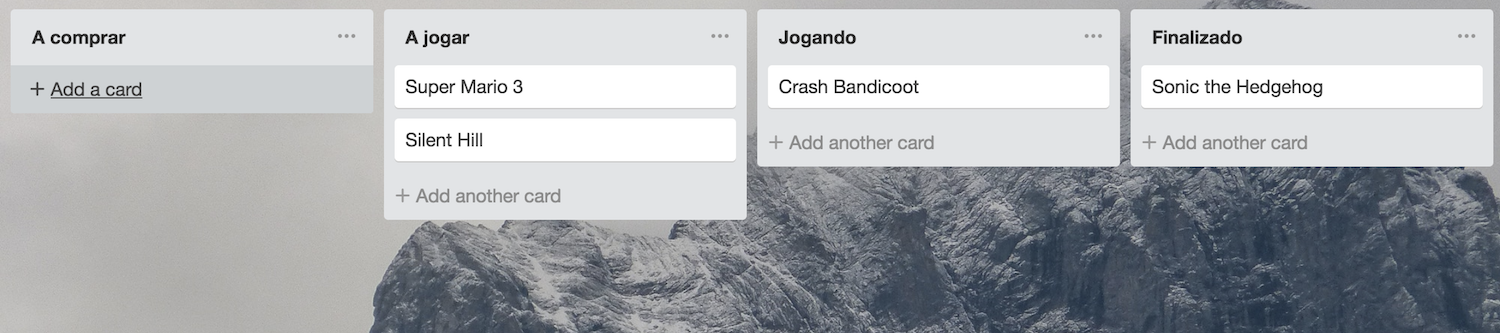 A comprar
+ Add a card
A jogar
Super Mario 3
Silent Hill
+ Add another card
Jogando
Crash Bandicoot
+ Add another card
Finalizado
Sonic the Hedgehog
+ Add another card